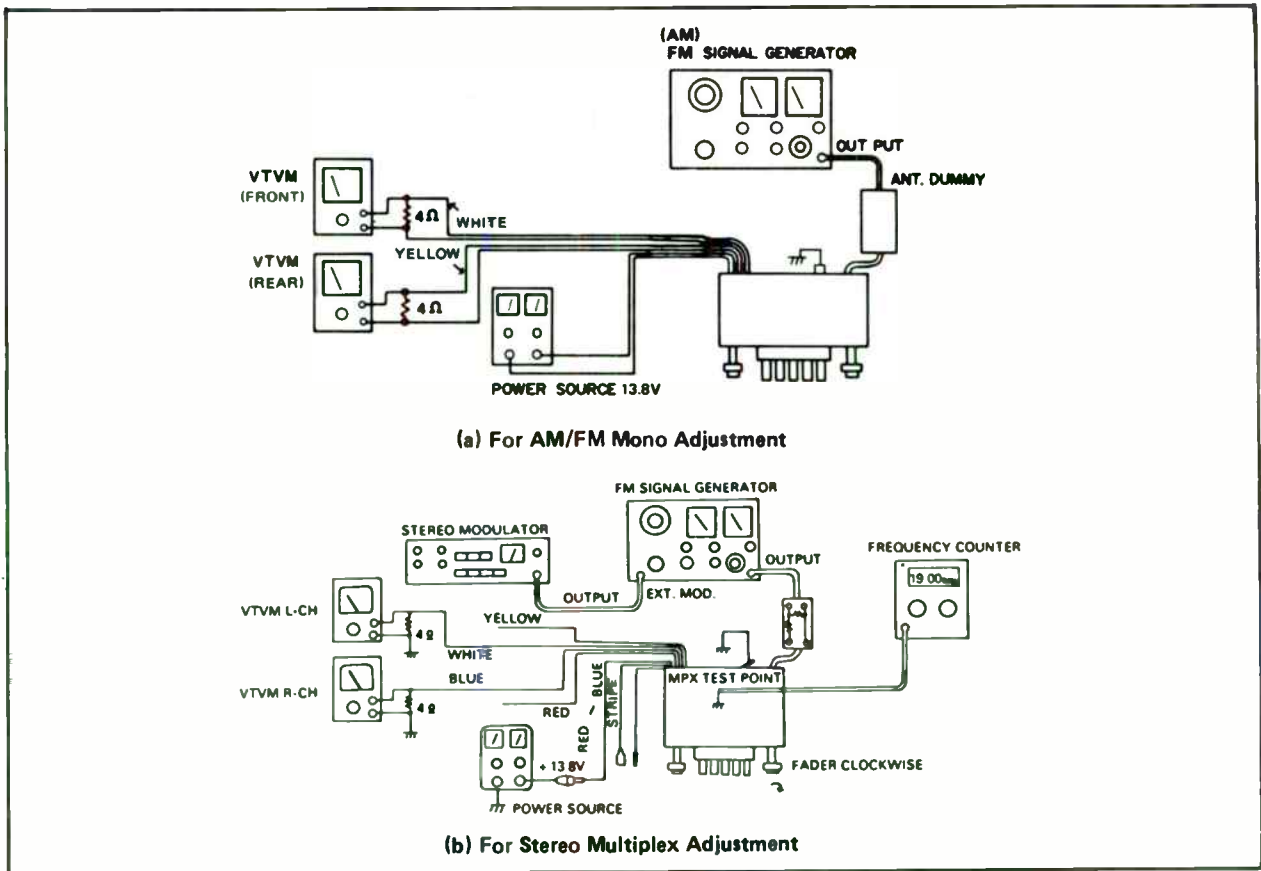 (AM)
FM SIGNAL GENERATOR
OUT PUT
ANT. DUMMY
VTVM
(FRONT)
4Ω
WHITE
YELLOW
VTVM
(REAR)
4Ω
POWER SOURCE 13.8V
(a) For AM/FM Mono Adjustment
FM SIGNAL GENERATOR
STEREO MODULATOR
OUTPUT
FREQUENCY COUNTER
19.00
OUTPUT
EXT. MOD.
VTVM L-CH
4Ω
YELLOW
WHITE
BLUE
MPX TEST POINT
VTVM R-CH
4Ω
RED
RED / BLUE
STRIPE
+ 13.8V
FADER CLOCKWISE
POWER SOURCE
(b) For Stereo Multiplex Adjustment